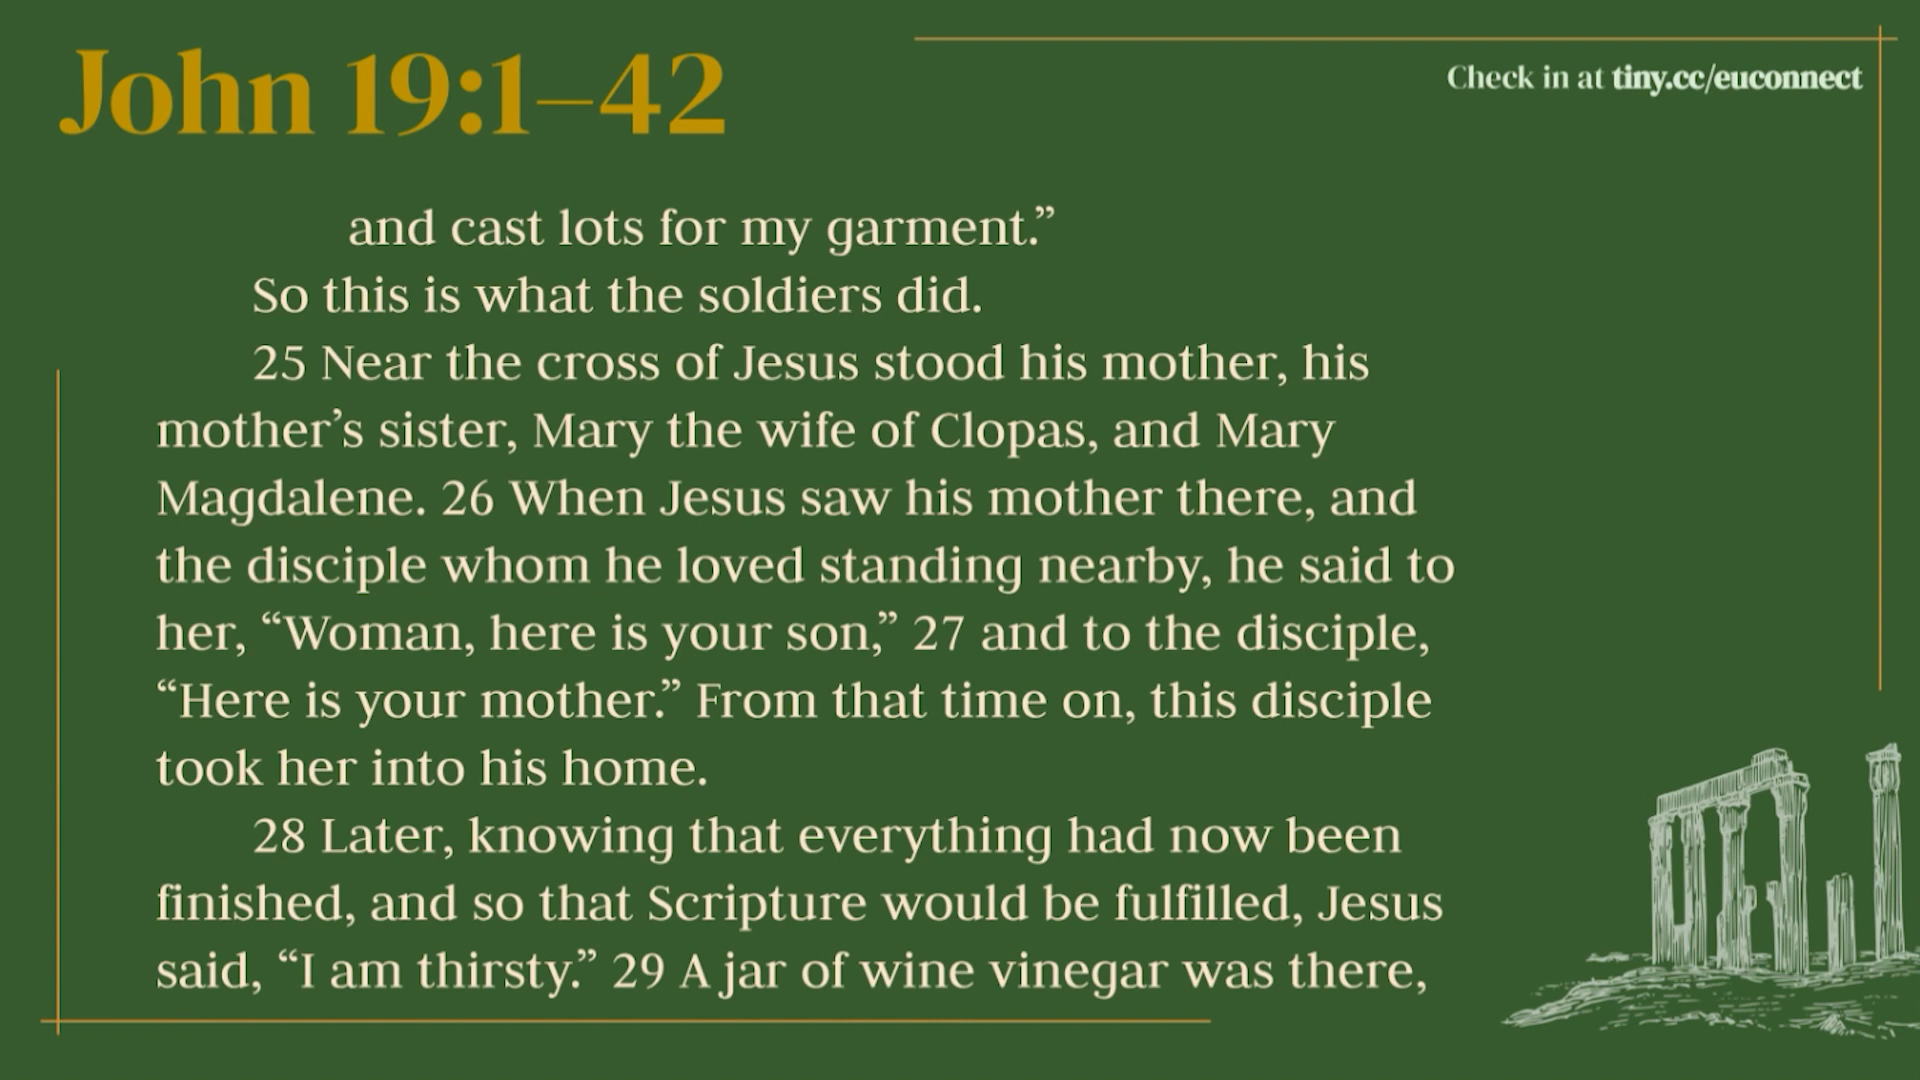 John 19:1–42
Check in at tiny.cc/euconnect
and cast lots for my garment.”
So this is what the soldiers did.
25 Near the cross of Jesus stood his mother, his
mother’s sister, Mary the wife of Clopas, and Mary
Magdalene. 26 When Jesus saw his mother there, and
the disciple whom he loved standing nearby, he said to
her, “Woman, here is your son,” 27 and to the disciple,
“Here is your mother.” From that time on, this disciple
took her into his home.
28 Later, knowing that everything had now been
finished, and so that Scripture would be fulfilled, Jesus
said, “I am thirsty.” 29 A jar of wine vinegar was there,